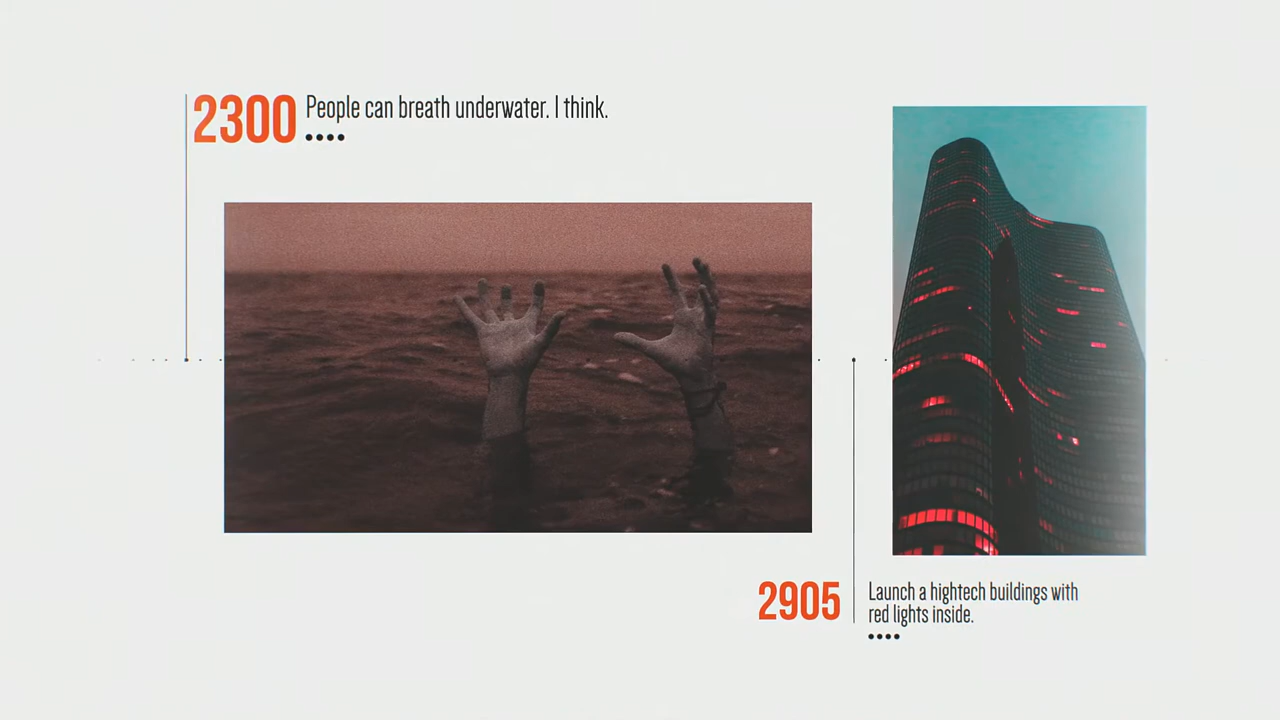 2300 People can breath underwater. I think.
2905 Launch a hightech buildings with
red lights inside.